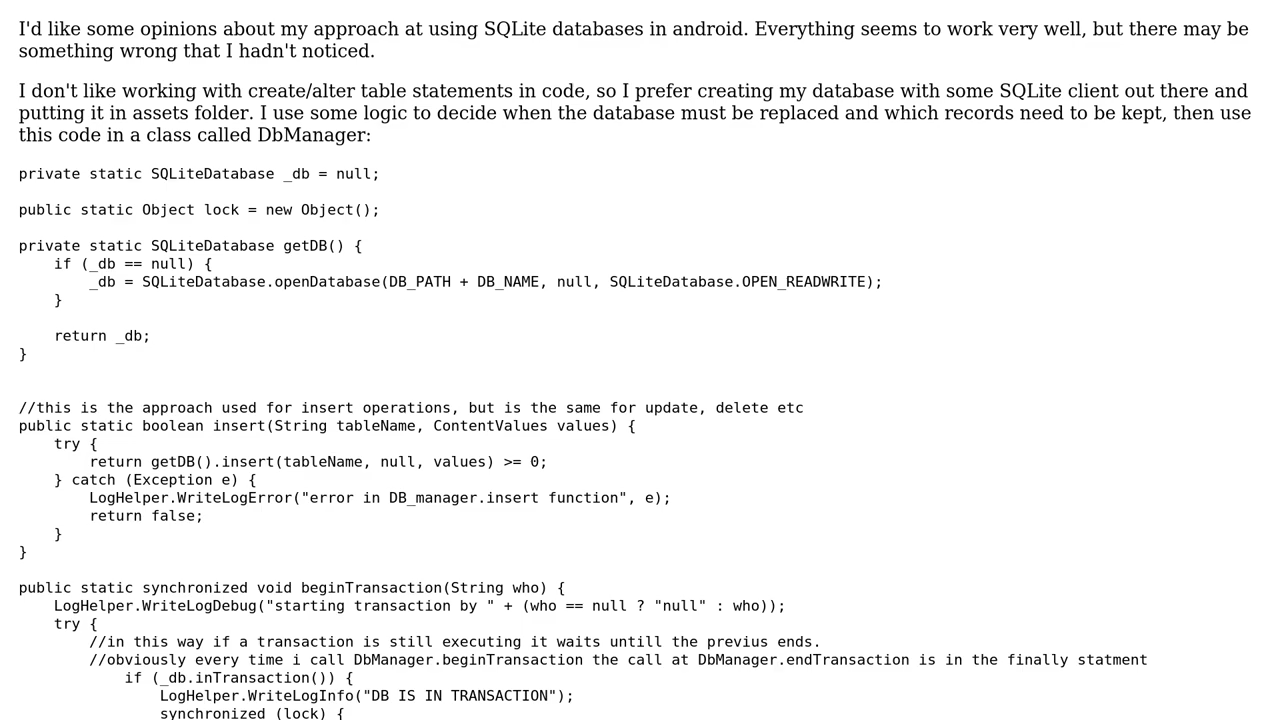 I'd like some opinions about my approach at using SQLite databases in android. Everything seems to work very well, but there may be
something wrong that I hadn't noticed.
I don't like working with create/alter table statements in code, so I prefer creating my database with some SQLite client out there and
putting it in assets folder. I use some logic to decide when the database must be replaced and which records need to be kept, then use
this code in a class called DbManager:
private static SQLiteDatabase _db = null;
public static Object lock = new Object();
private static SQLiteDatabase getDB() {
    if (_db == null) {
        _db = SQLiteDatabase.openDatabase(DB_PATH + DB_NAME, null, SQLiteDatabase.OPEN_READWRITE);
    }
    return _db;
}
//this is the approach used for insert operations, but is the same for update, delete etc
public static boolean insert(String tableName, ContentValues values) {
    try {
        return getDB().insert(tableName, null, values) >= 0;
    } catch (Exception e) {
        LogHelper.WriteLogError("error in DB_manager.insert function", e);
        return false;
    }
}
public static synchronized void beginTransaction(String who) {
    LogHelper.WriteLogDebug("starting transaction by " + (who == null ? "null" : who));
    try {
        //in this way if a transaction is still executing it waits untill the previus ends.
        //obviously every time i call DbManager.beginTransaction the call at DbManager.endTransaction is in the finally statment
            if (_db.inTransaction()) {
                LogHelper.WriteLogInfo("DB IS IN TRANSACTION");
                synchronized (lock) {